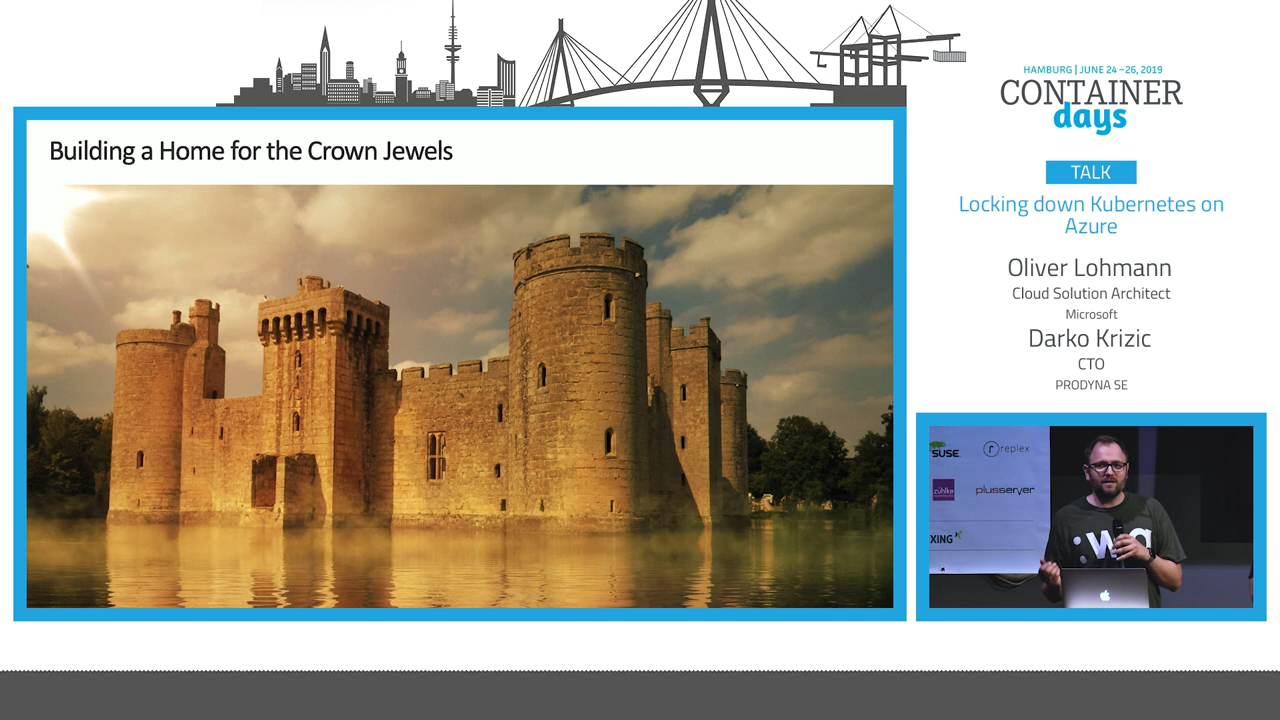 HAMBURG | JUNE 24 – 26, 2019
CONTAINER
days
Building a Home for the Crown Jewels
TALK
Locking down Kubernetes on
Azure
Oliver Lohmann
Cloud Solution Architect
Microsoft
Darko Krizic
CTO
PRODYNA SE
SUSE
replex
zühlke
plusserver
XING
:w